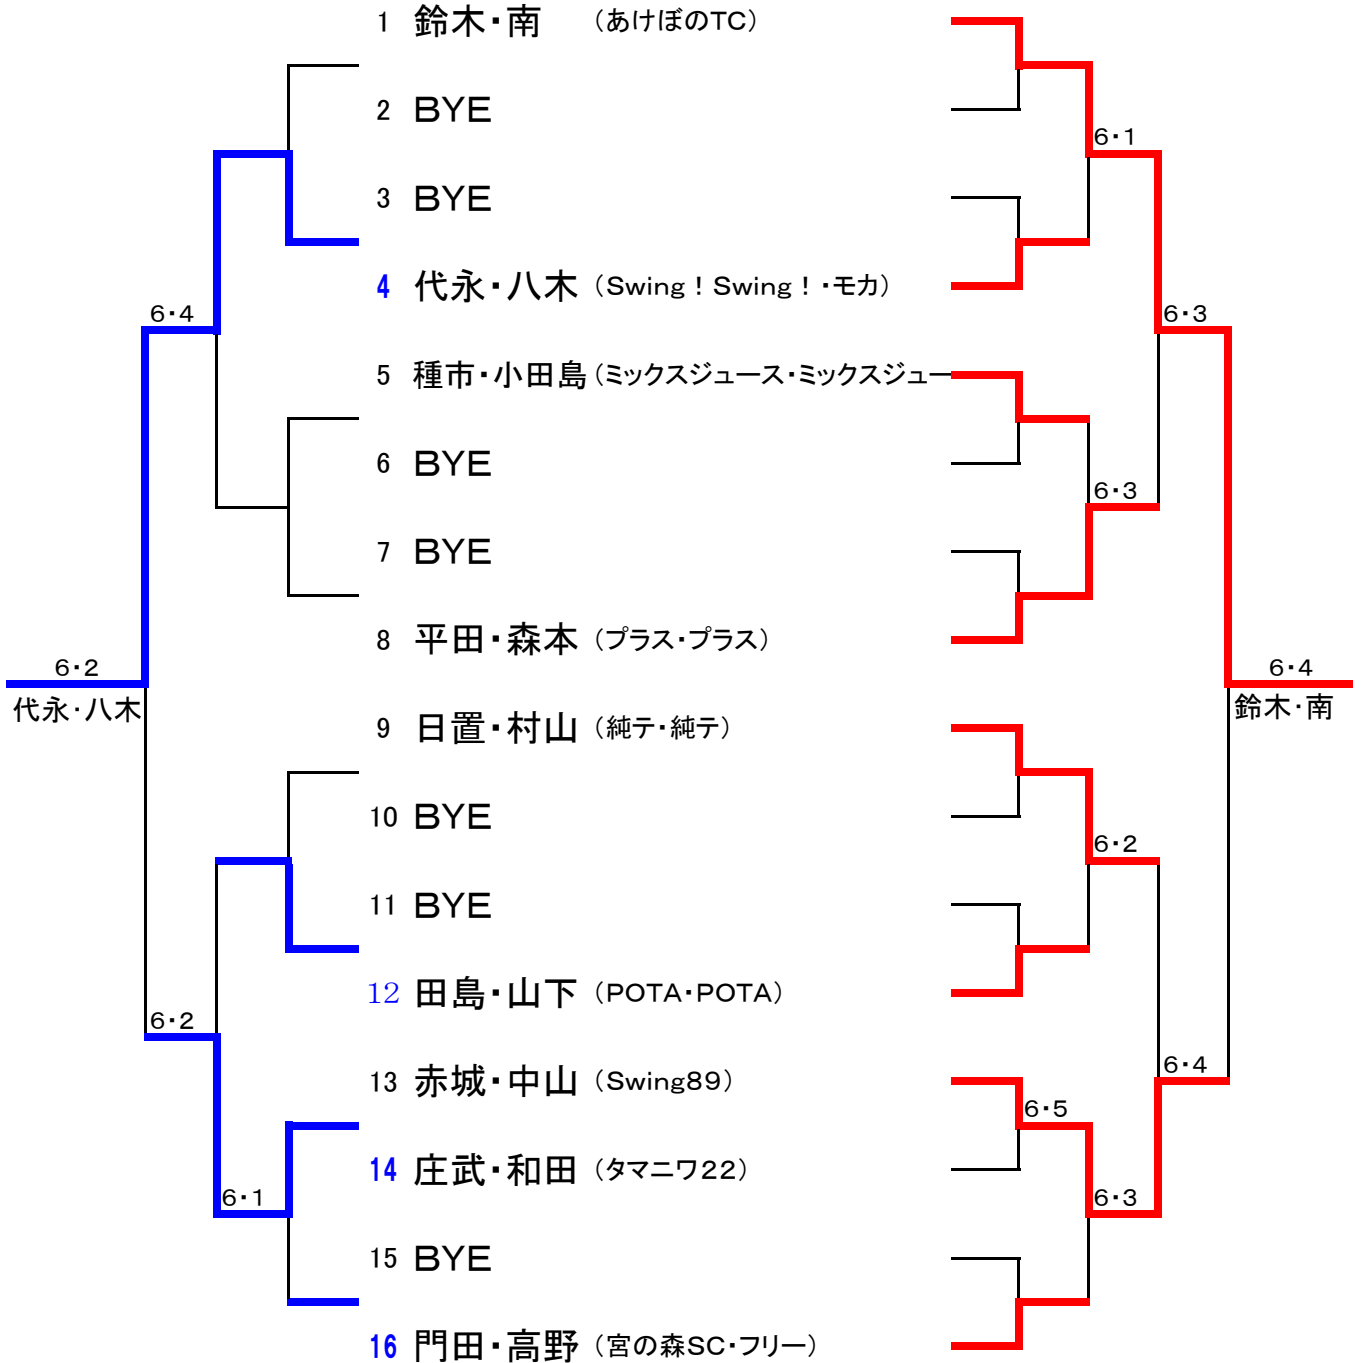 1 鈴木・南 （あけぼのTC）
2 BYE
6・1
3 BYE
4 代永・八木 （Swing！Swing！・モカ）
6・4
6・3
5 種市・小田島 （ミックスジュース・ミックスジュー
6 BYE
6・3
7 BYE
8 平田・森本 （プラス・プラス）
6・2
6・4
代永・八木
鈴木・南
9 日置・村山 （純テ・純テ）
10 BYE
6・2
11 BYE
12 田島・山下 （POTA・POTA）
6・2
6・4
13 赤城・中山 （Swing89）
6・5
14 庄武・和田 （タマニワ22）
6・1
6・3
15 BYE
16 門田・高野 （宮の森SC・フリー）